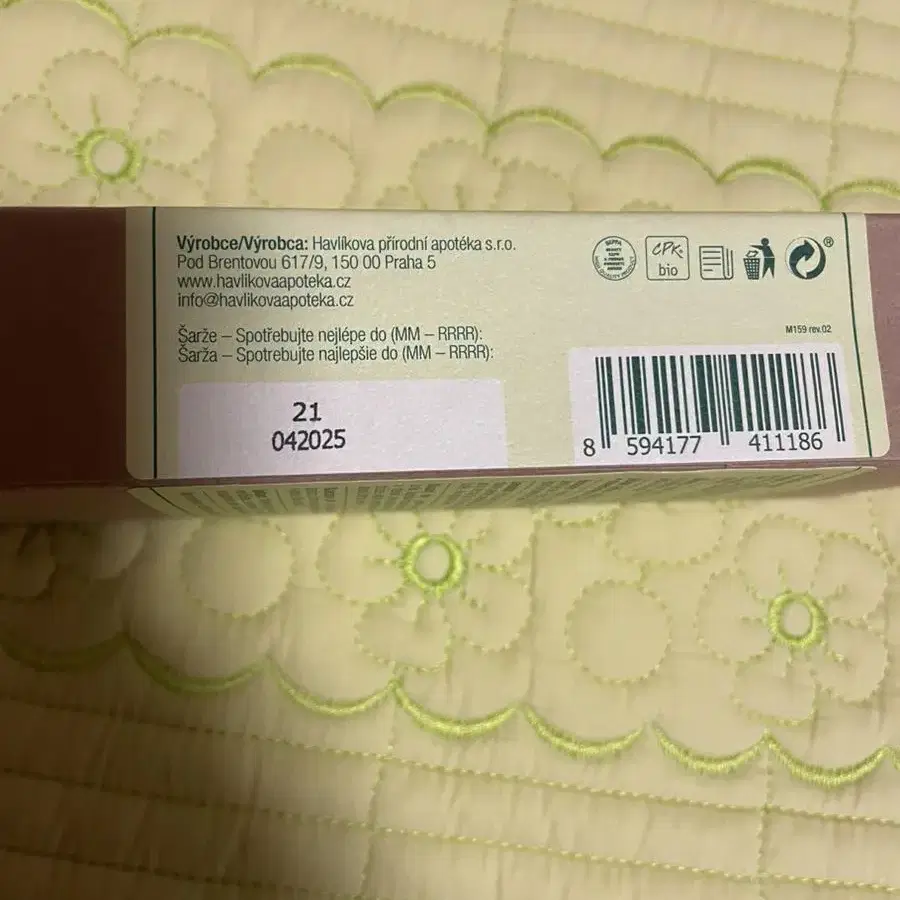 Výrobce/Výrobca: Havlíkova přírodní apotéka s.r.o.
Pod Brentovou 617/9, 150 00 Praha 5
www.havlikovaapoteka.cz
info@havlikovaapoteka.cz
Šarže – Spotřebujte nejlépe do (MM – RRRR):
Šarža – Spotrebujte najlepšie do (MM – RRRR):
21
042025
CPK
bio
®
M159 rev.02
8 594177 411186